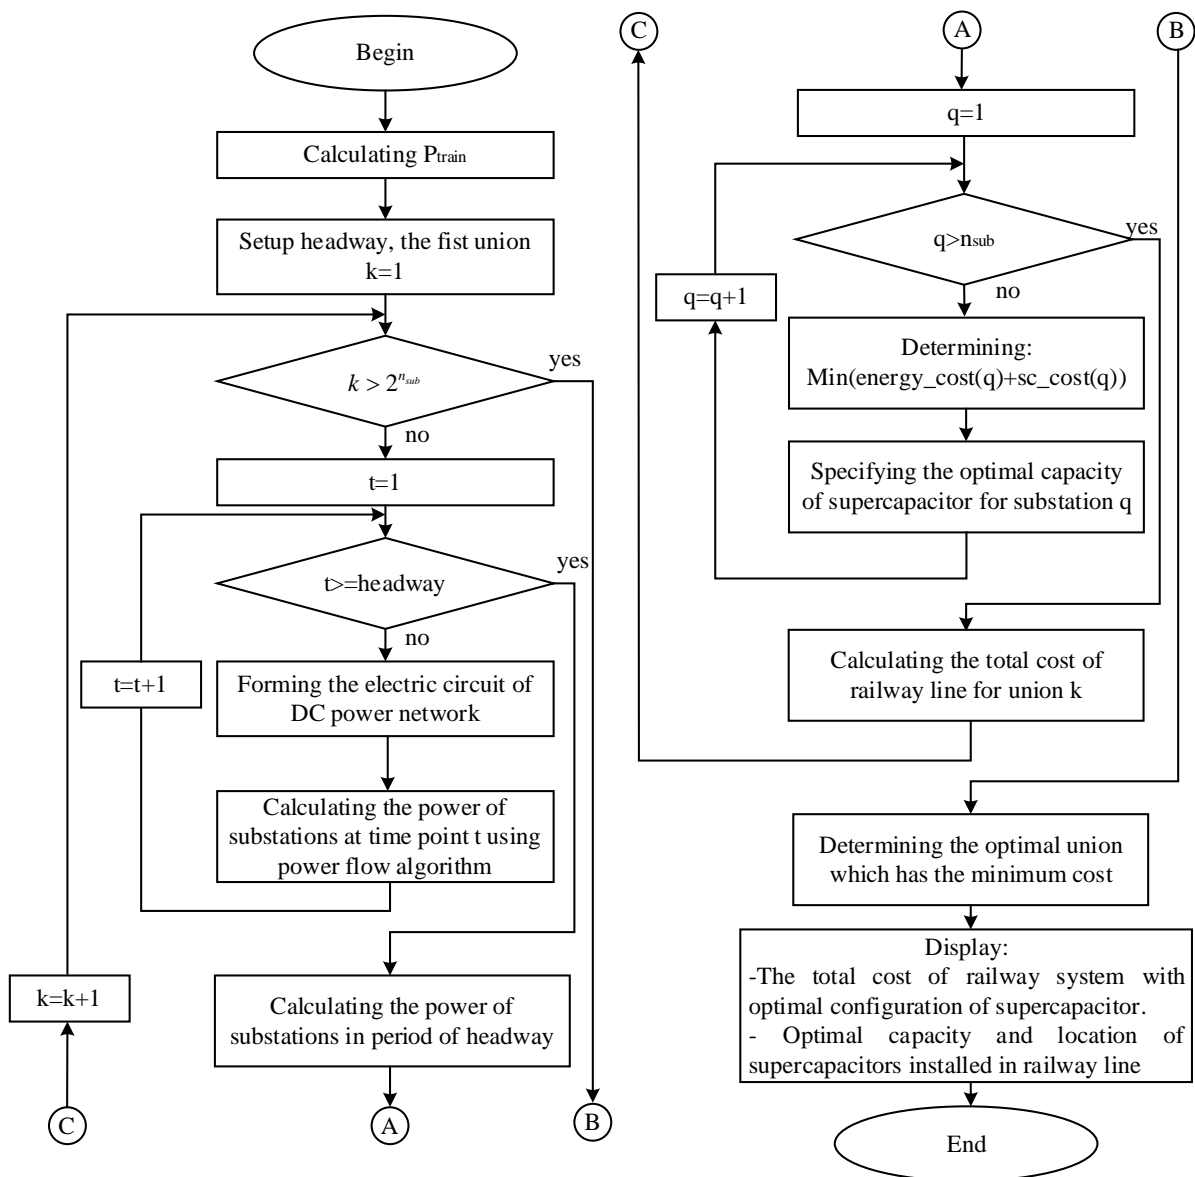 Begin
Calculating Ptrain
Setup headway, the fist union
k=1
k > 2^n_sub
yes
no
t=1
t>=headway
yes
no
t=t+1
Forming the electric circuit of
DC power network
Calculating the power of
substations at time point t using
power flow algorithm
k=k+1
Calculating the power of
substations in period of headway
C
A
B
C
A
B
q=1
q>nsub
yes
no
q=q+1
Determining:
Min(energy_cost(q)+sc_cost(q))
Specifying the optimal capacity
of supercapacitor for substation q
Calculating the total cost of
railway line for union k
Determining the optimal union
which has the minimum cost
Display:
-The total cost of railway system with
optimal configuration of supercapacitor.
- Optimal capacity and location of
supercapacitors installed in railway line
End